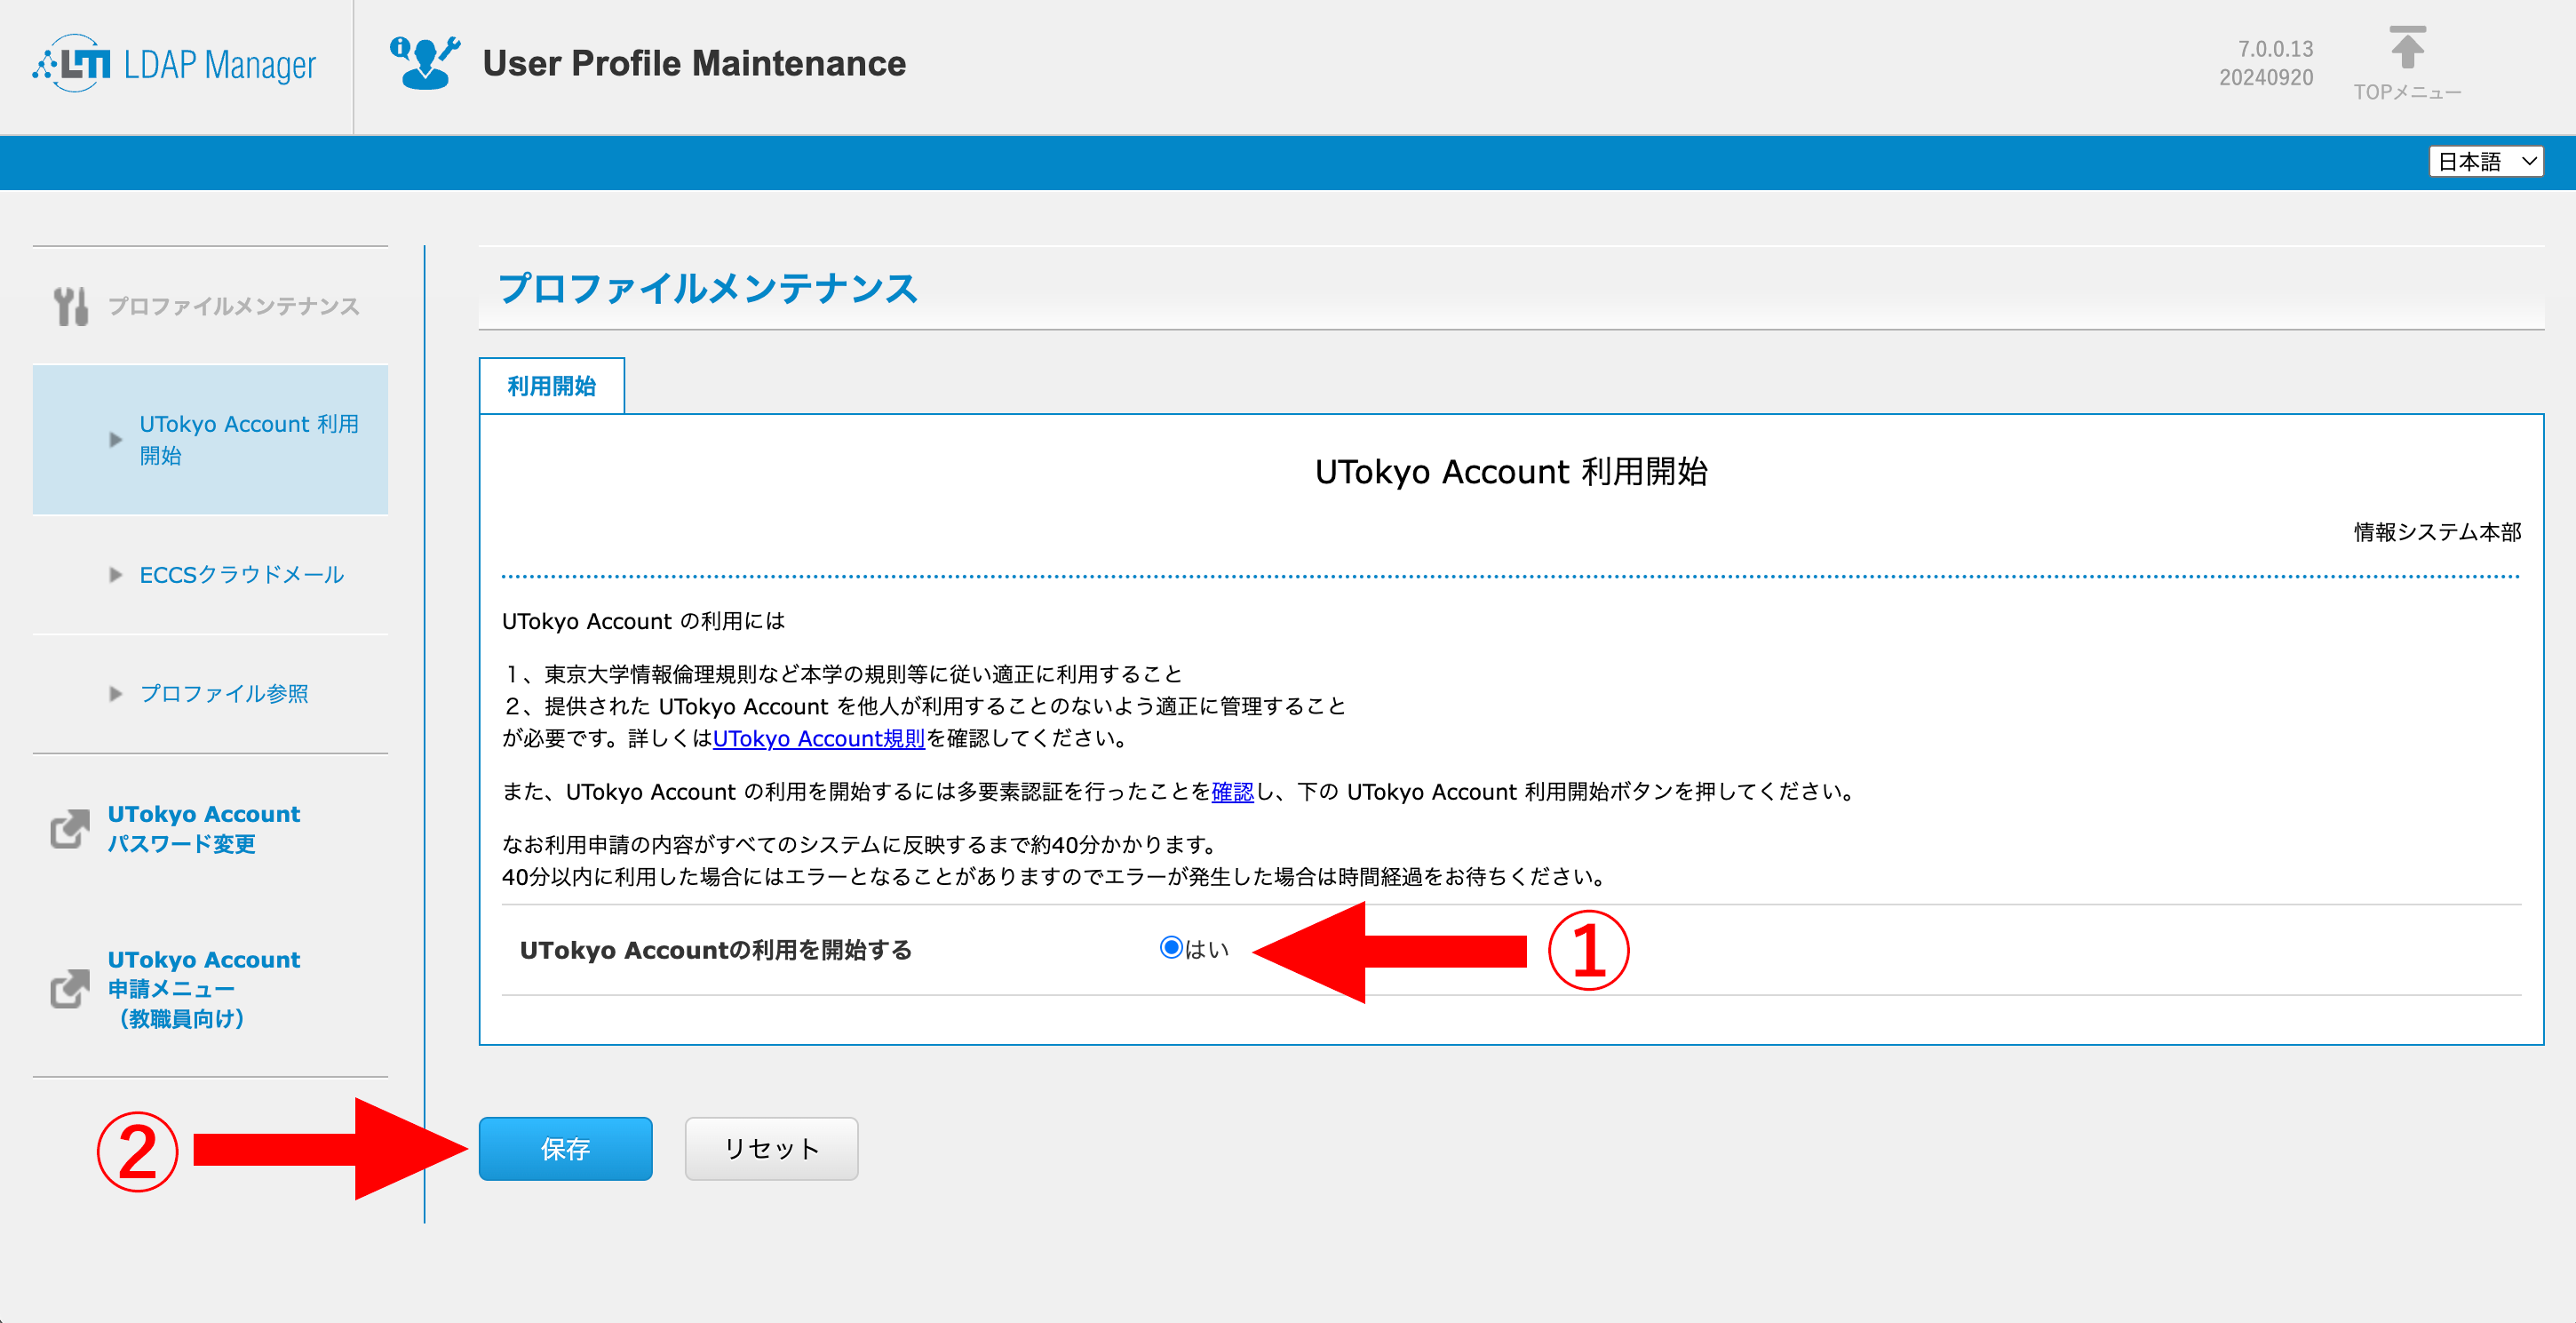 LTI LDAP Manager
User Profile Maintenance
7.0.0.13
20240920
TOPメニュー
日本語
プロファイルメンテナンス
UTokyo Account 利用
開始
ECCSクラウドメール
プロファイル参照
UTokyo Account
パスワード変更
UTokyo Account
申請メニュー
（教職員向け）
プロファイルメンテナンス
利用開始
UTokyo Account 利用開始
情報システム本部
UTokyo Account の利用には
１、東京大学情報倫理規則など本学の規則等に従い適正に利用すること
２、提供された UTokyo Account を他人が利用することのないよう適正に管理すること
が必要です。詳しくはUTokyo Account規則を確認してください。
また、UTokyo Account の利用を開始するには多要素認証を行ったことを確認し、下の UTokyo Account 利用開始ボタンを押してください。
なお利用申請の内容がすべてのシステムに反映するまで約40分かかります。
40分以内に利用した場合にはエラーとなることがありますのでエラーが発生した場合は時間経過をお待ちください。
UTokyo Accountの利用を開始する
はい
①
②
保存
リセット